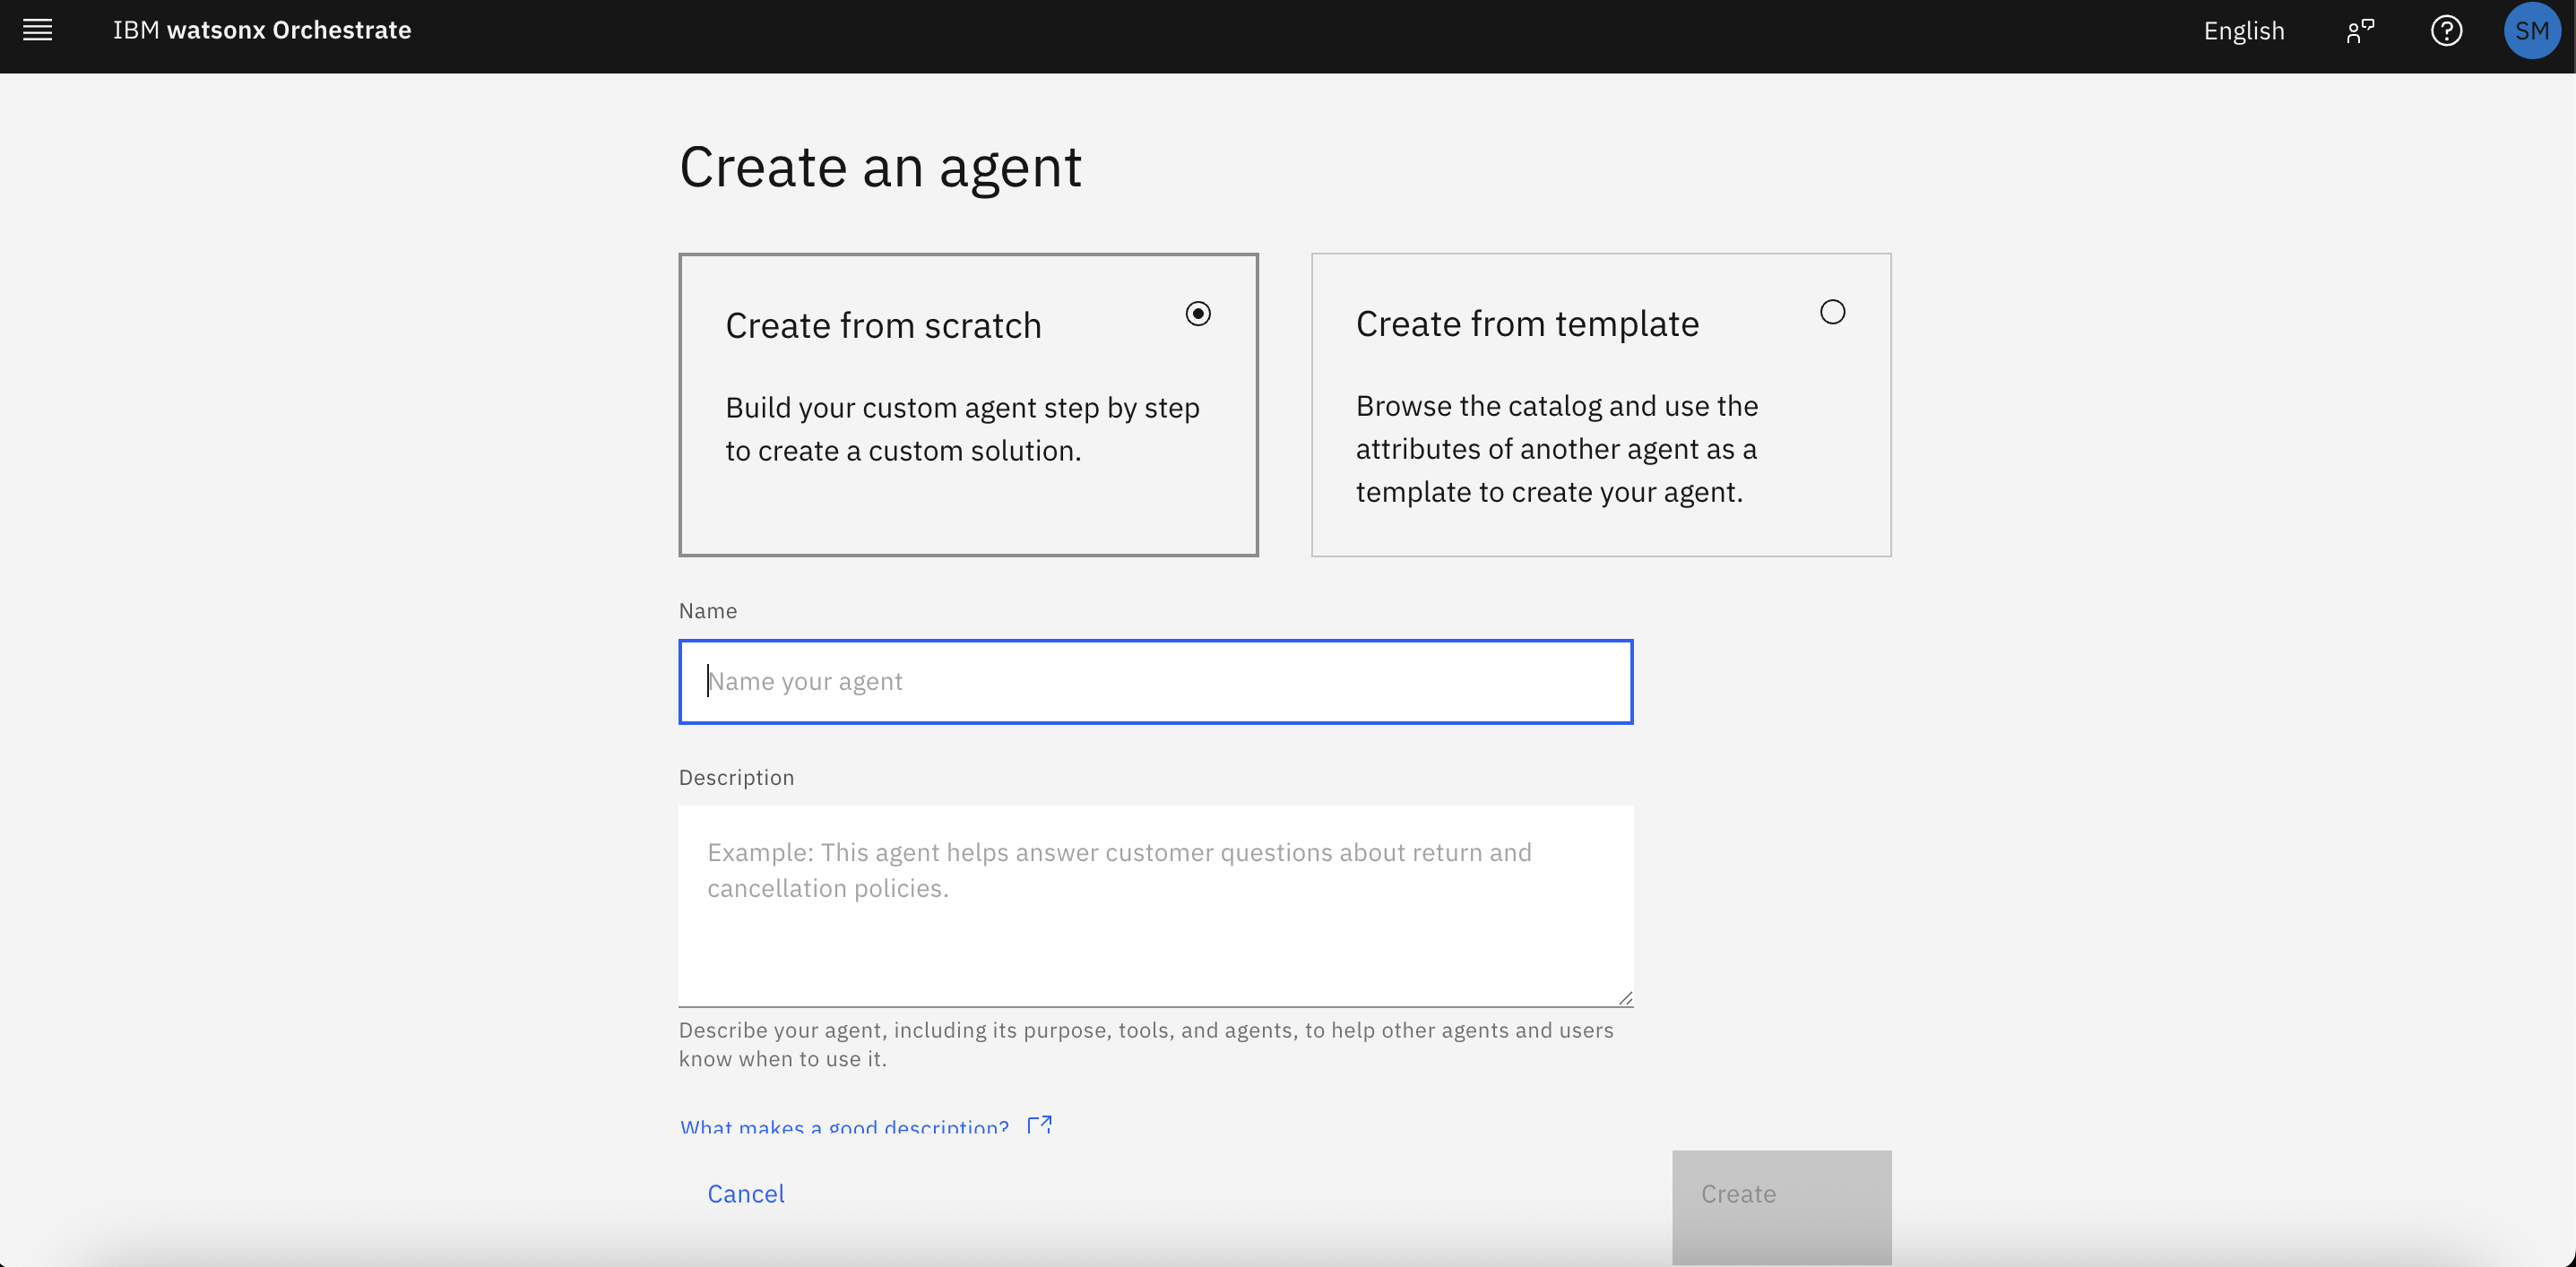 IBM watsonx Orchestrate
English
SM
Create an agent
Create from scratch
Build your custom agent step by step
to create a custom solution.
Create from template
Browse the catalog and use the
attributes of another agent as a
template to create your agent.
Name
Name your agent
Description
Example: This agent helps answer customer questions about return and
cancellation policies.
Describe your agent, including its purpose, tools, and agents, to help other agents and users
know when to use it.
What makes a good description?
Cancel
Create